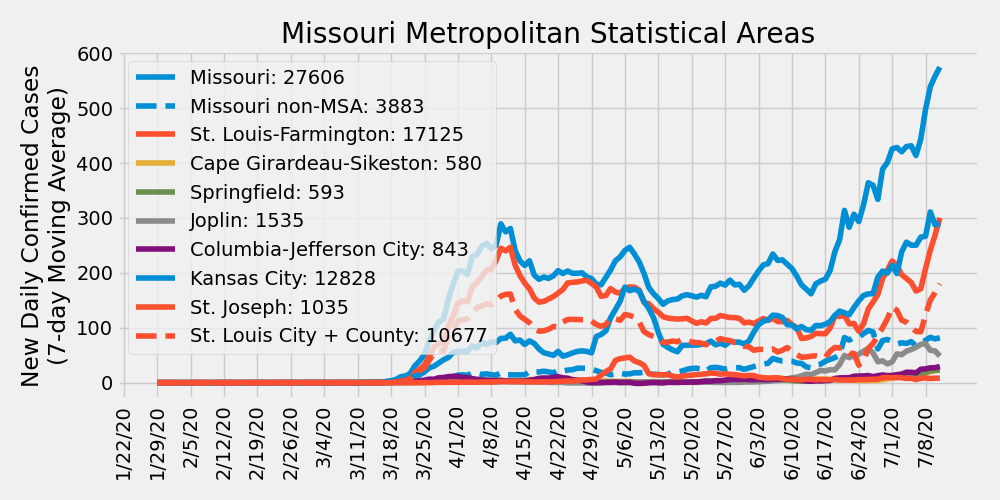 Missouri Metropolitan Statistical Areas
New Daily Confirmed Cases
(7-day Moving Average)
600
500
400
300
200
100
0
Missouri: 27606
Missouri non-MSA: 3883
St. Louis-Farmington: 17125
Cape Girardeau-Sikeston: 580
Springfield: 593
Joplin: 1535
Columbia-Jefferson City: 843
Kansas City: 12828
St. Joseph: 1035
St. Louis City + County: 10677
1/22/20
1/29/20
2/5/20
2/12/20
2/19/20
2/26/20
3/4/20
3/11/20
3/18/20
3/25/20
4/1/20
4/8/20
4/15/20
4/22/20
4/29/20
5/6/20
5/13/20
5/20/20
5/27/20
6/3/20
6/10/20
6/17/20
6/24/20
7/1/20
7/8/20